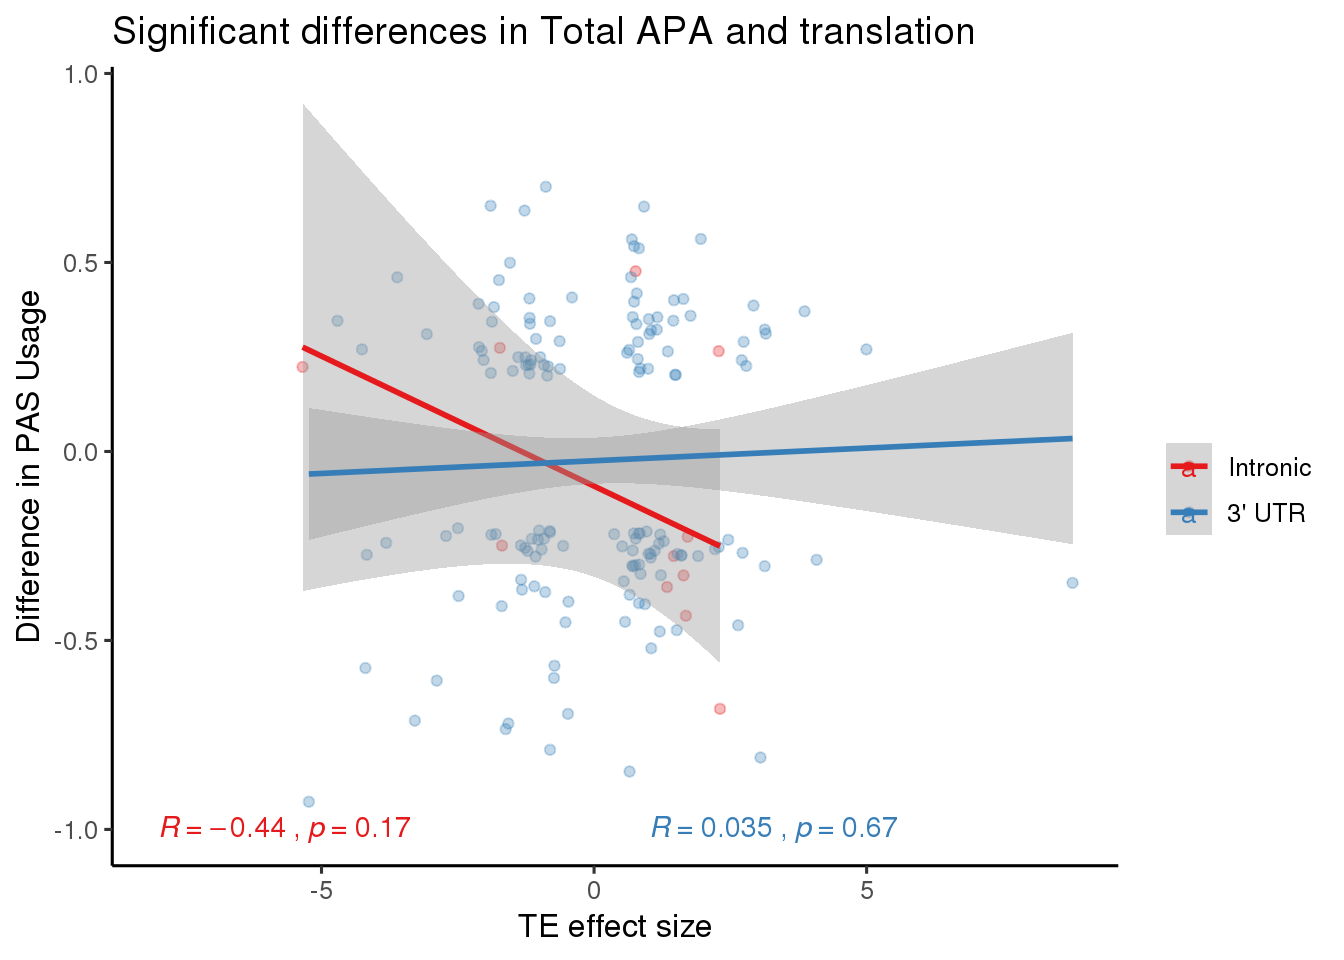 Significant differences in Total APA and translation
1.0
0.5
0.0
-0.5
-1.0
Difference in PAS Usage
R = −0.44 , p = 0.17
R = 0.035 , p = 0.67
-5
0
5
TE effect size
a Intronic
a 3' UTR